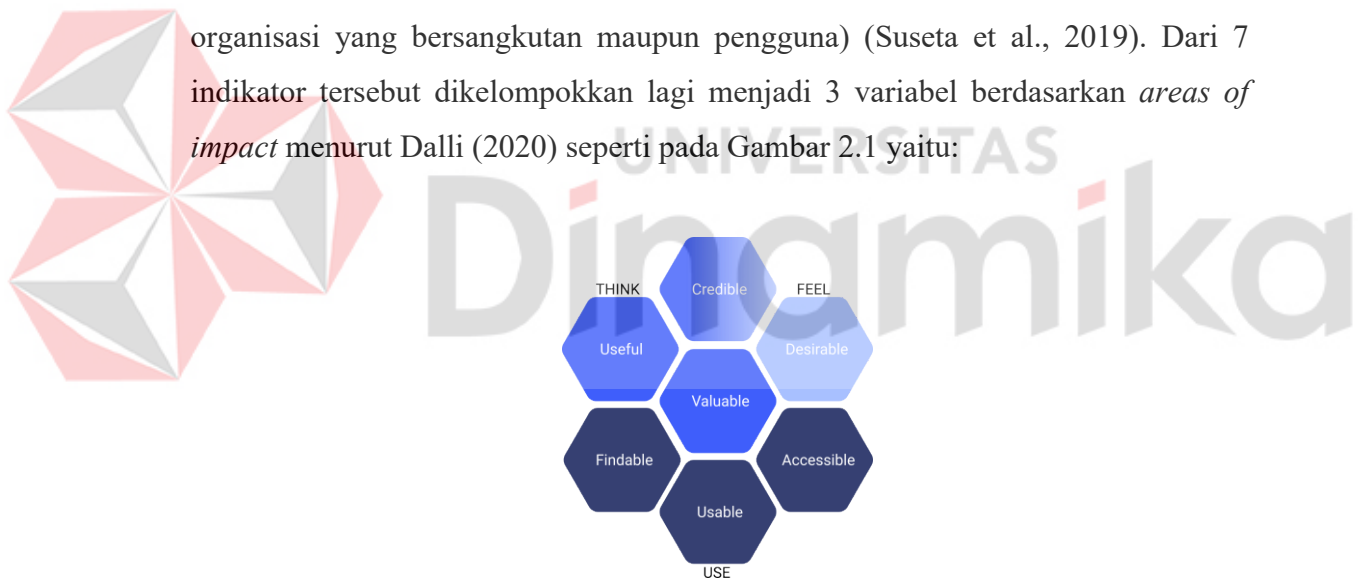 organisasi yang bersangkutan maupun pengguna) (Suseta et al., 2019). Dari 7
indikator tersebut dikelompokkan lagi menjadi 3 variabel berdasarkan areas of
impact menurut Dalli (2020) seperti pada Gambar 2.1 yaitu:
UNIVERSITAS
Dinamika
THINK
Credible
FEEL
Useful
Desirable
Valuable
Findable
Accessible
Usable
USE